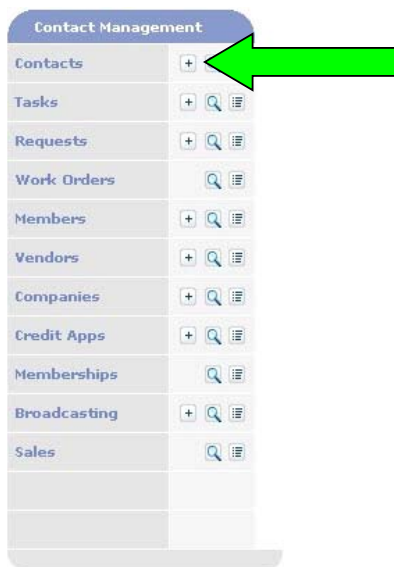 Contact Management
Contacts
Tasks
Requests
Work Orders
Members
Vendors
Companies
Credit Apps
Memberships
Broadcasting
Sales